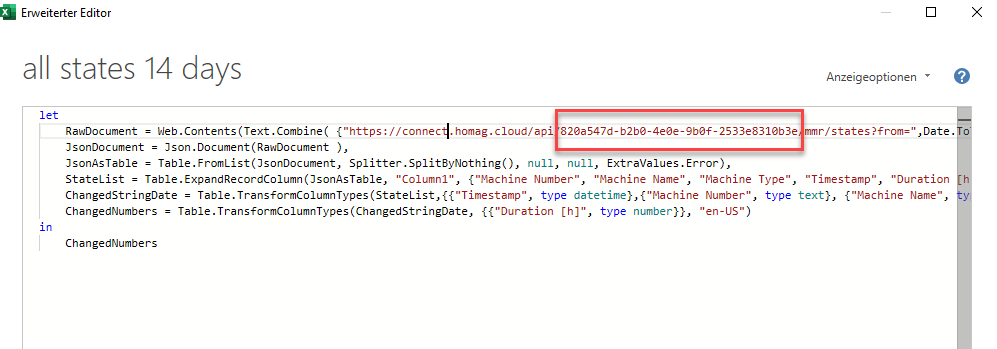 Erweiterter Editor
all states 14 days
Anzeigeoptionen
?
let
RawDocument = Web.Contents(Text.Combine( {"https://connect.homag.cloud/api/820a547d-b2b0-4e0e-9b0f-2533e8310b3e/mmr/states?from=",Date.To
JsonDocument = Json.Document(RawDocument ),
JsonAsTable = Table.FromList(JsonDocument, Splitter.SplitByNothing(), null, null, ExtraValues.Error),
StateList = Table.ExpandRecordColumn(JsonAsTable, "Column1", {"Machine Number", "Machine Name", "Machine Type", "Timestamp", "Duration [h
ChangedStringDate = Table.TransformColumnTypes(StateList,{{"Timestamp", type datetime},{"Machine Number", type text}, {"Machine Name", typ
ChangedNumbers = Table.TransformColumnTypes(ChangedStringDate, {{"Duration [h]", type number}}, "en-US")
in
ChangedNumbers